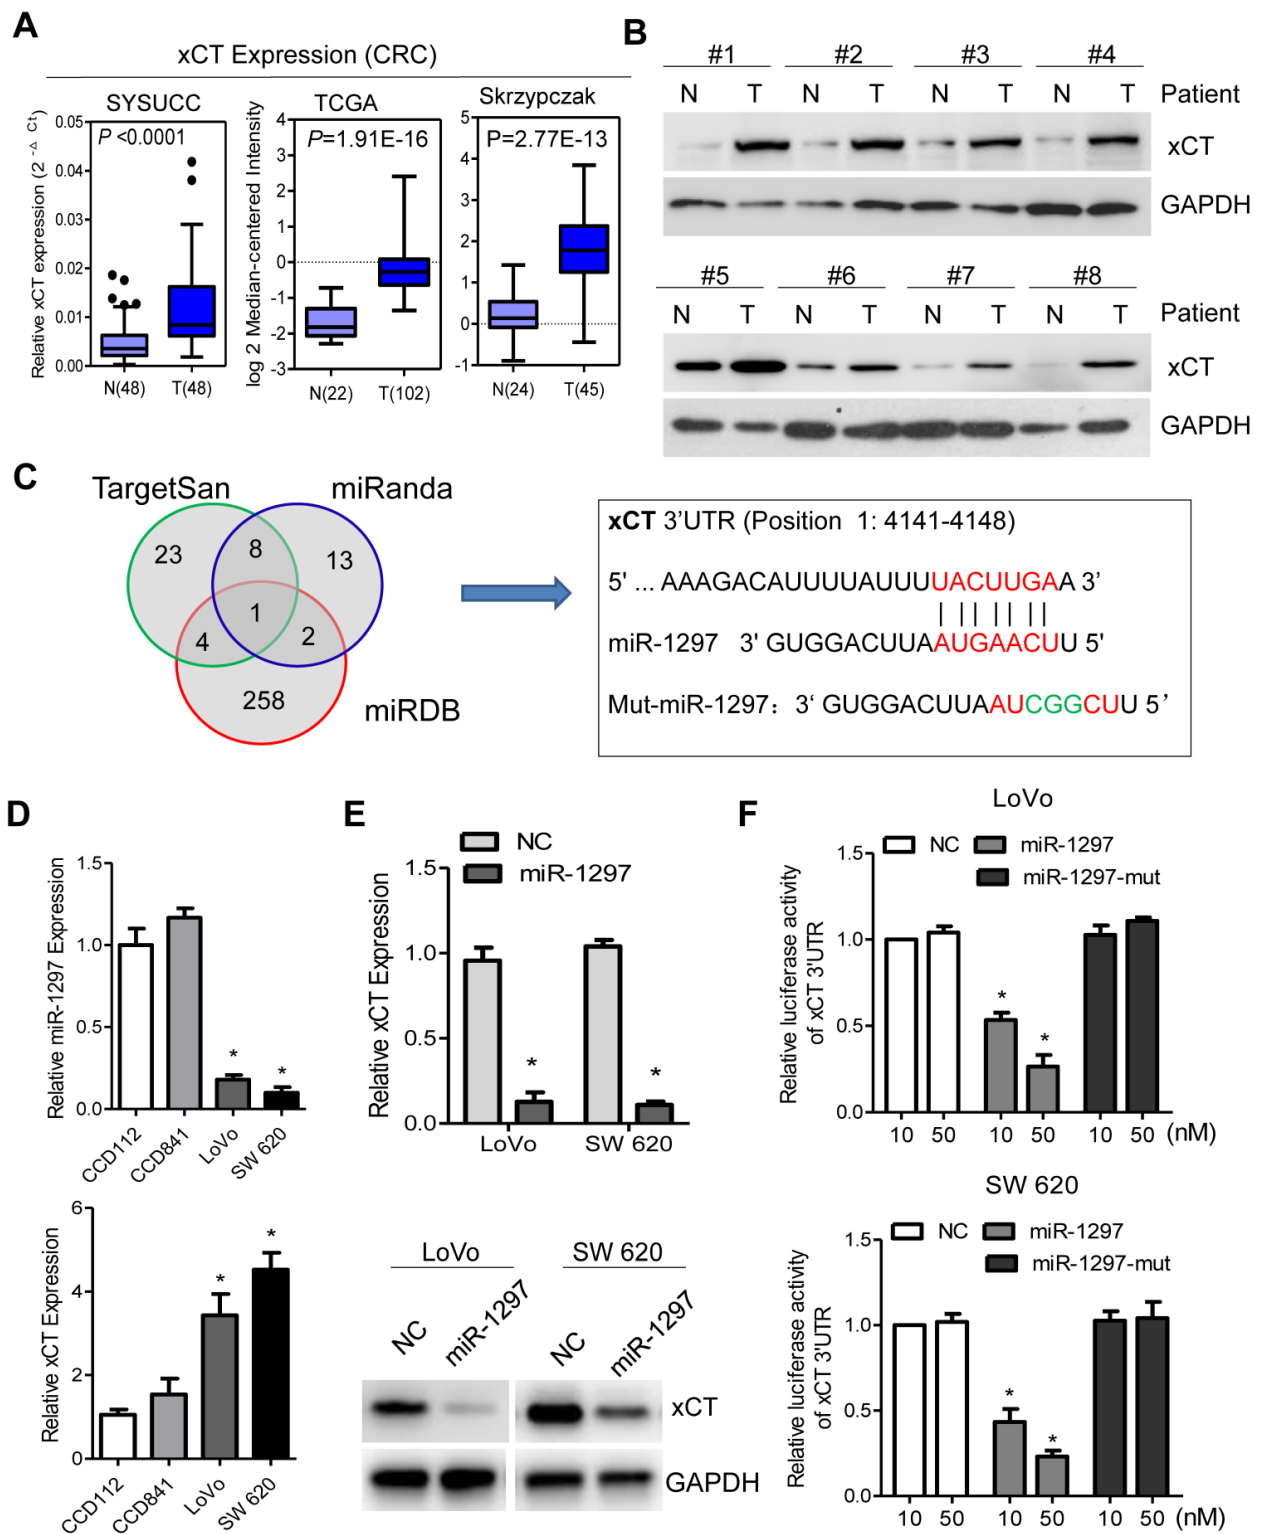 A
xCT Expression (CRC)
SYSUCC
TCGA
Skrzypczak
Relative xCT expression (2 -△ Ct)
0.05
0.04
0.03
0.02
0.01
0.00
P <0.0001
N(48) T(48)
log 2 Median-centered Intensity
4
3
2
1
0
-1
-2
-3
P=1.91E-16
N(22) T(102)
5
4
3
2
1
0
-1
P=2.77E-13
N(24) T(45)
B
#1 #2 #3 #4
N T N T N T N T Patient
xCT
GAPDH
#5 #6 #7 #8
N T N T N T N T Patient
xCT
GAPDH
C
TargetSan miRanda
23 8 13
1
4 2
258
miRDB
xCT 3'UTR (Position 1: 4141-4148)
5' ... AAAGACAUUUUAUUUUACUUGAA 3'
miR-1297 3' GUGGACUUAAUGAACUU 5'
Mut-miR-1297: 3' GUGGACUUAAUCGGCUU 5'
D
Relative miR-1297 Expression
1.5
1.0
0.5
0.0
* *
CCD112 CCD841 LoVo SW 620
Relative xCT Expression
6
4
2
0
* *
CCD112 CCD841 LoVo SW 620
E
NC
miR-1297
Relative xCT Expression
1.5
1.0
0.5
0.0
* *
LoVo SW 620
LoVo SW 620
NC miR-1297 NC miR-1297
xCT
GAPDH
F
LoVo
NC miR-1297
miR-1297-mut
Relative luciferase activity
of xCT 3'UTR
1.5
1.0
0.5
0.0
* *
10 50 10 50 10 50 (nM)
SW 620
NC miR-1297
miR-1297-mut
Relative luciferase activity
of xCT 3'UTR
1.5
1.0
0.5
0.0
* *
10 50 10 50 10 50 (nM)